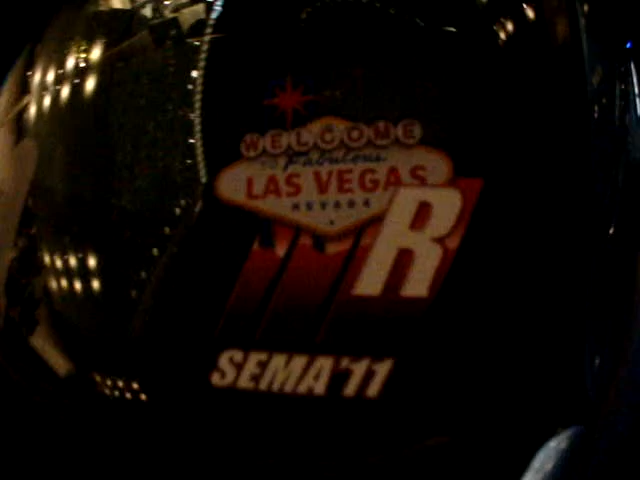 WELCOME
TO Fabulous
LAS VEGAS
NEVADA
R
SEMA'11